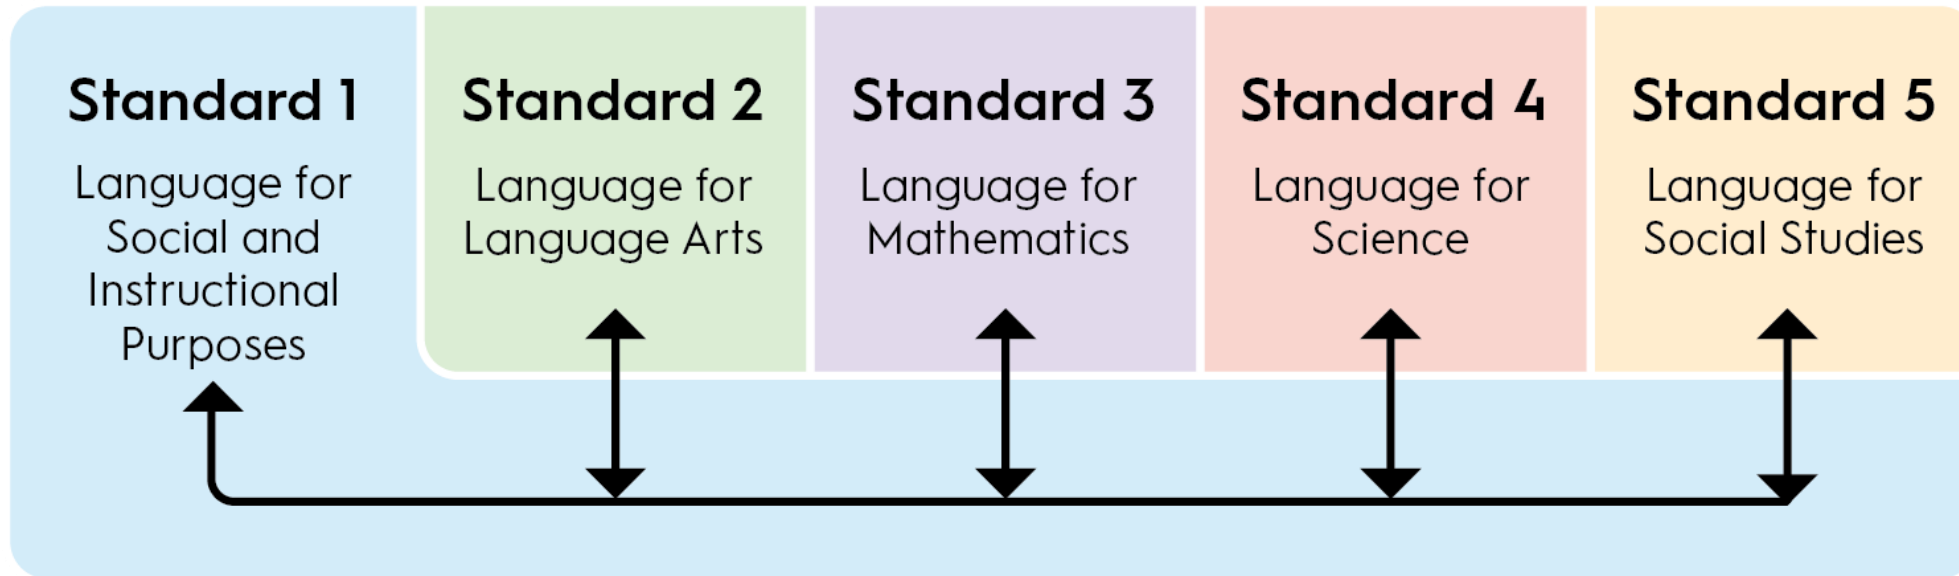 Standard 1
Language for
Social and
Instructional
Purposes
Standard 2
Language for
Language Arts
Standard 3
Language for
Mathematics
Standard 4
Language for
Science
Standard 5
Language for
Social Studies